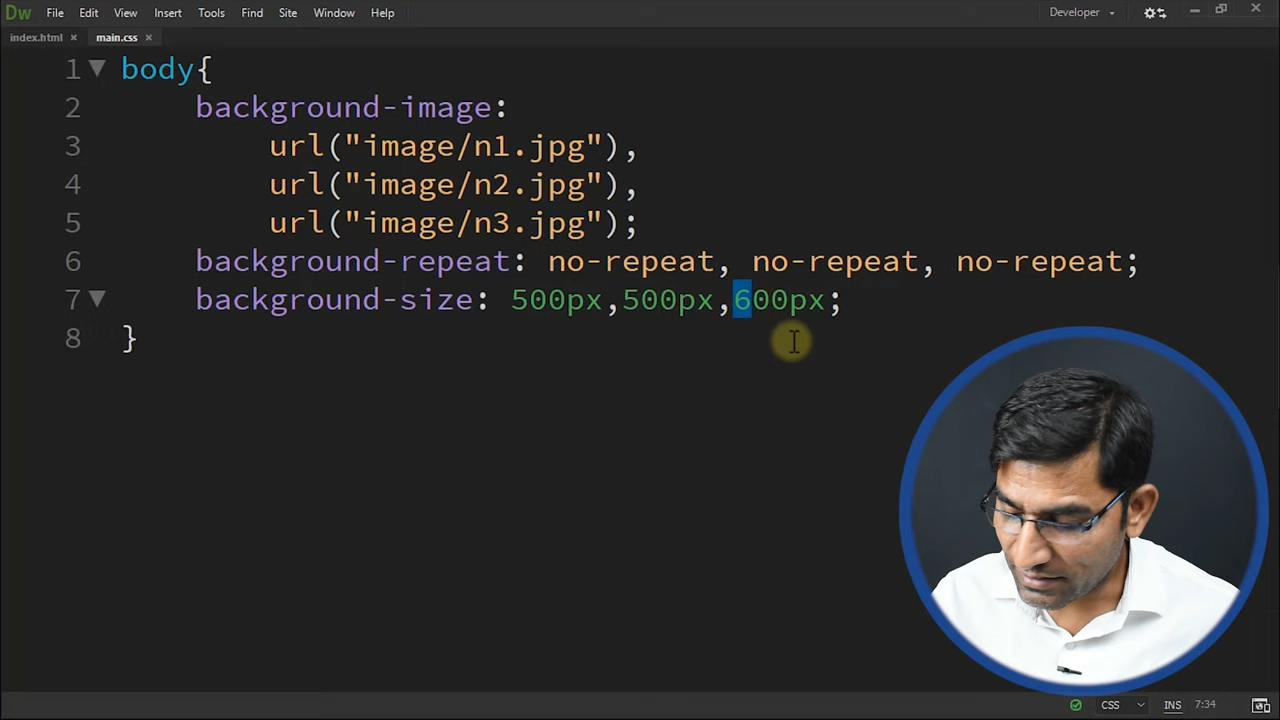 Dw File Edit View Insert Tools Find Site Window Help Developer
index.html main.css
1 body{
2 background-image:
3 url("image/n1.jpg"),
4 url("image/n2.jpg"),
5 url("image/n3.jpg");
6 background-repeat: no-repeat, no-repeat, no-repeat;
7 background-size: 500px,500px,600px;
8 }
CSS INS 7:34